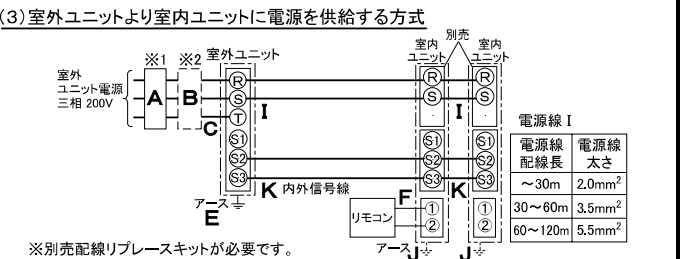 (3)室外ユニットより室内ユニットに電源を供給する方式
別売
※1 ※2 室外ユニット 室内ユニット 室内ユニット
室外
ユニット電源
三相 200V
A B C
R R R
S I S I S
T
S1 S1 S1
S2 S2 S2
S3 S3 S3
K 内外信号線 K
アース
E
リモコン
F
① ①
② ②
アース J J
電源線 I
電源線配線長 電源線太さ
～30m 2.0mm²
30～60m 3.5mm²
60～120m 5.5mm²
※別売配線リプレースキットが必要です。